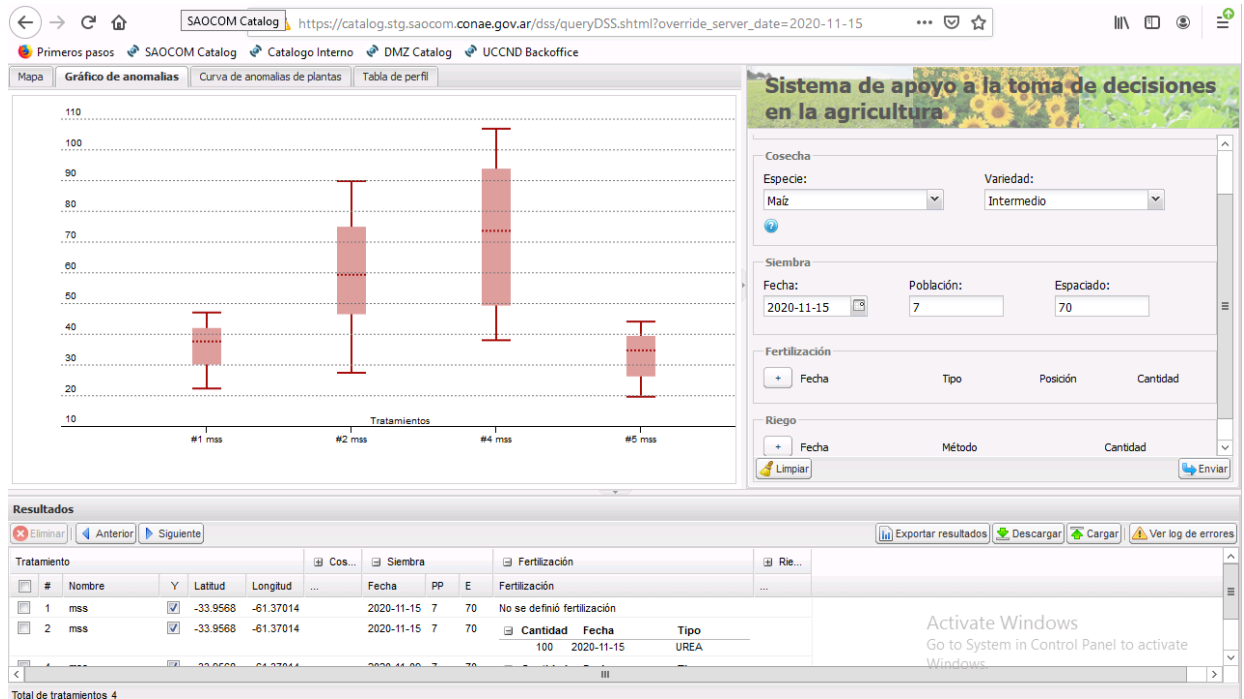 SAOCOM Catalog
https://catalog.stg.saocom.conae.gov.ar/dss/queryDSS.shtml?override_server_date=2020-11-15
Primeros pasos SAOCOM Catalog Catalogo Interno DMZ Catalog UCCND Backoffice
Mapa Gráfico de anomalias Curva de anomalias de plantas Tabla de perfil
110
100
90
80
70
60
50
40
30
20
10
Tratamientos
#1 mss #2 mss #4 mss #5 mss
Sistema de apoyo a la toma de decisiones
en la agricultura
Cosecha
Especie: Variedad:
Maíz Intermedio
Siembra
Fecha: Población: Espaciado:
2020-11-15 7 70
Fertilización
+ Fecha Tipo Posición Cantidad
Riego
+ Fecha Método Cantidad
Limpiar Enviar
Resultados
Eliminar Anterior Siguiente Exportar resultados Descargar Cargar Ver log de errores
Tratamiento Cos... Siembra Fertilización Rie...
# Nombre Y Latitud Longitud ... Fecha PP E Fertilización ...
1 mss -33.9568 -61.37014 2020-11-15 7 70 No se definió fertilización
2 mss -33.9568 -61.37014 2020-11-15 7 70 Cantidad Fecha Tipo
100 2020-11-15 UREA
Activate Windows
Go to System in Control Panel to activate
Windows.
Total de tratamientos 4